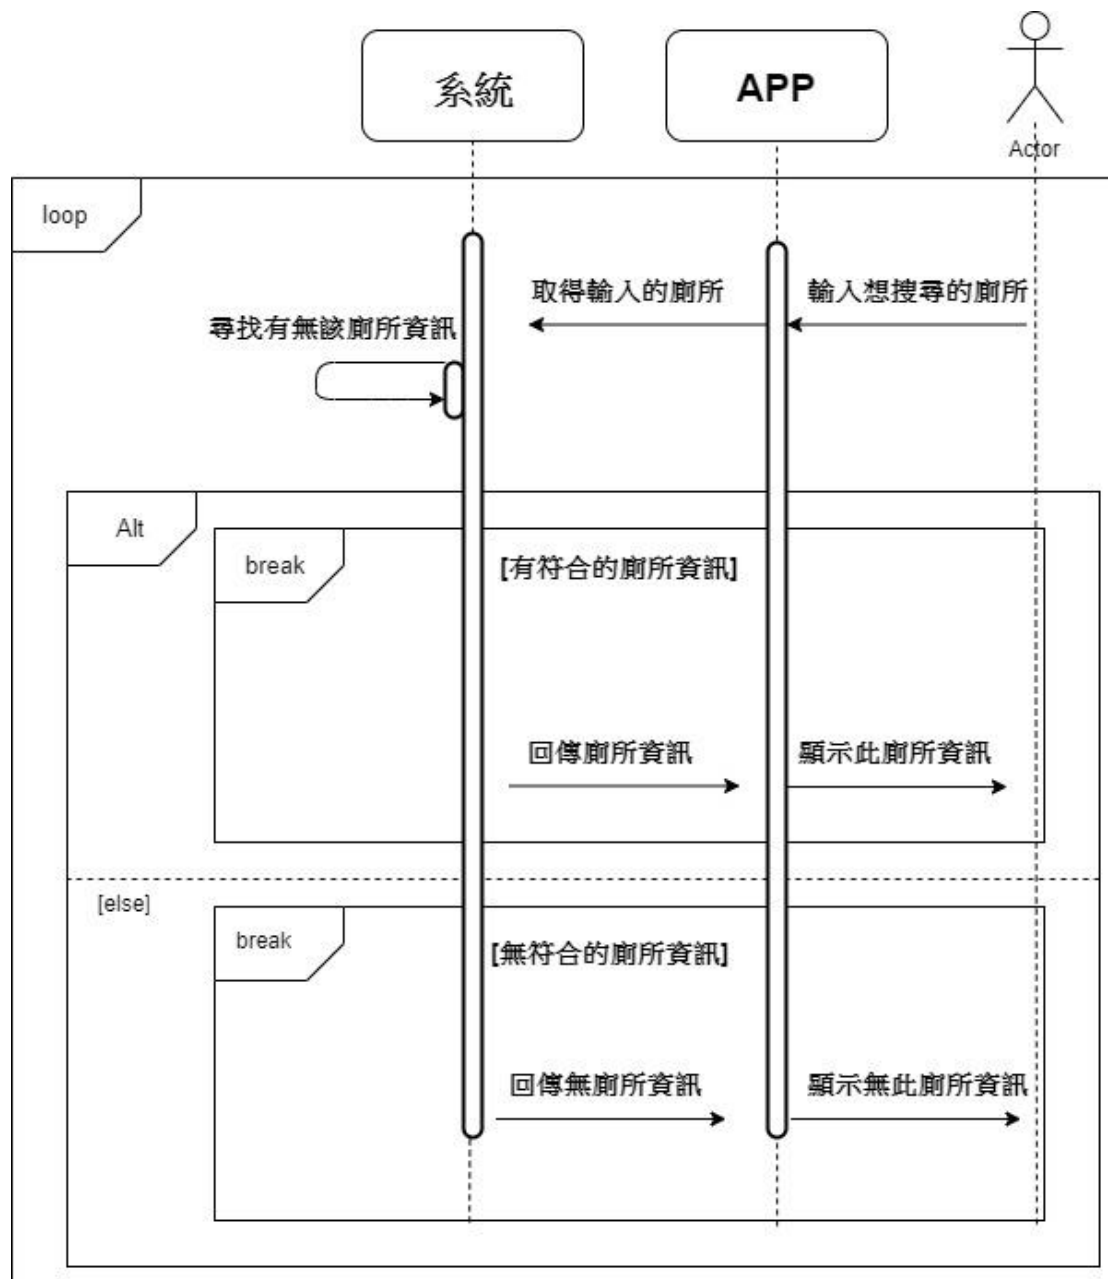 系統
APP
Actor
loop
取得輸入的廁所
輸入想搜尋的廁所
尋找有無該廁所資訊
Alt
break
[有符合的廁所資訊]
回傳廁所資訊
顯示此廁所資訊
[else]
break
[無符合的廁所資訊]
回傳無廁所資訊
顯示無此廁所資訊